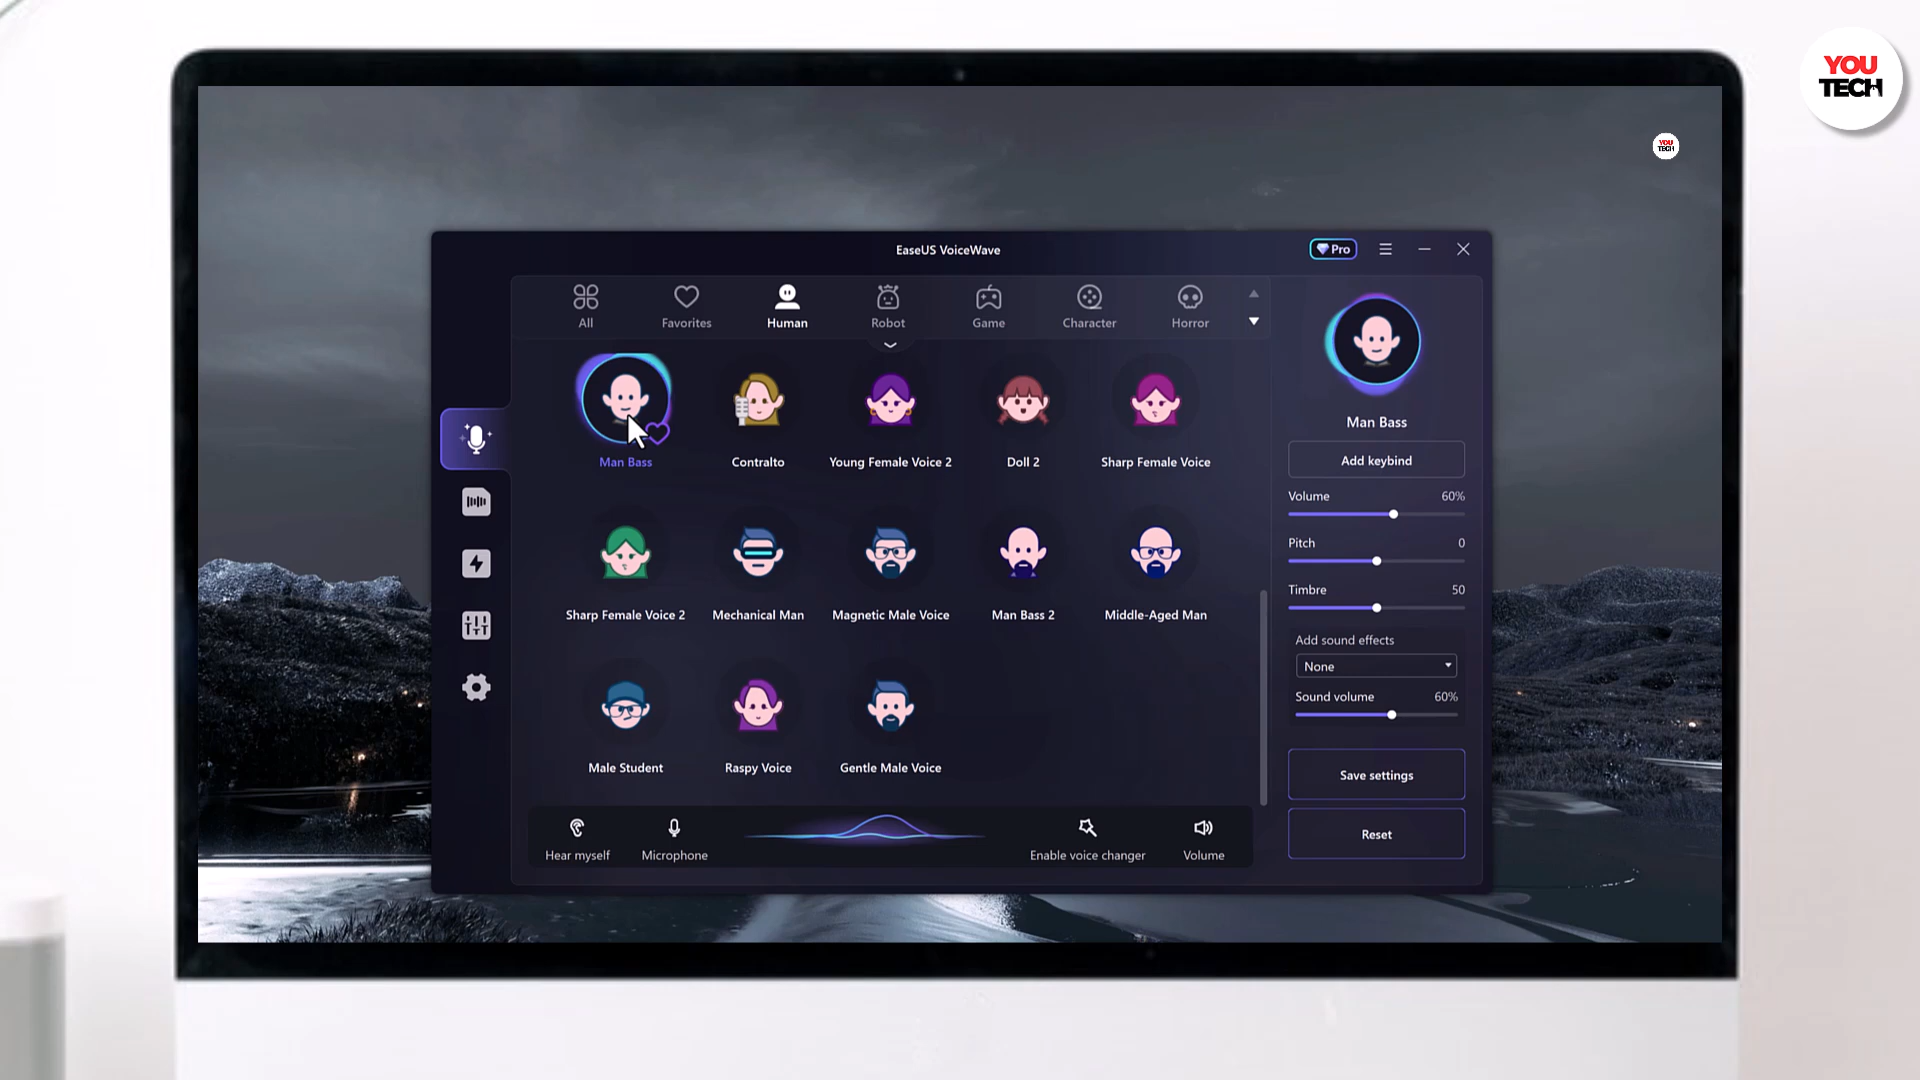 YOU
TECH
YOU
TECH
EaseUS VoiceWave
Pro
All
Favorites
Human
Robot
Game
Character
Horror
Man Bass
Contralto
Young Female Voice 2
Doll 2
Sharp Female Voice
Sharp Female Voice 2
Mechanical Man
Magnetic Male Voice
Man Bass 2
Middle-Aged Man
Male Student
Raspy Voice
Gentle Male Voice
Hear myself
Microphone
Enable voice changer
Volume
Man Bass
Add keybind
Volume 60%
Pitch 0
Timbre 50
Add sound effects
None
Sound volume 60%
Save settings
Reset